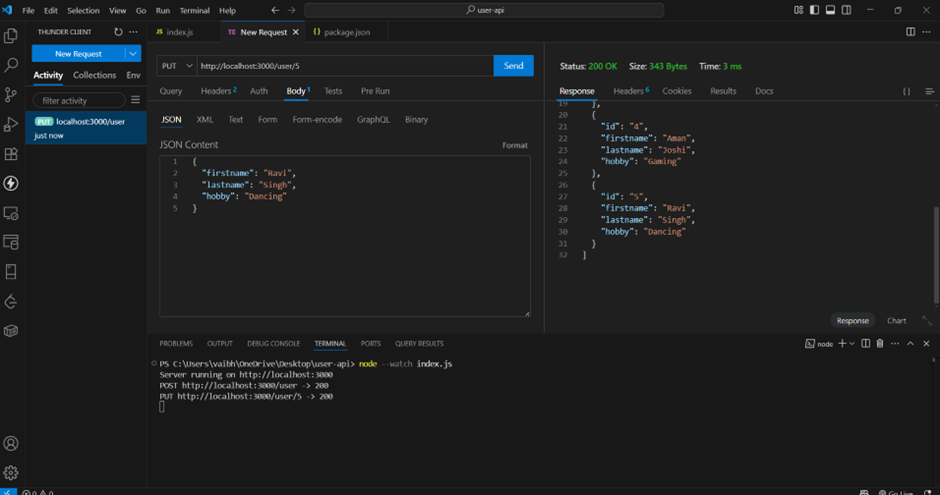 File Edit Selection View Go Run Terminal Help
user-api
THUNDER CLIENT
New Request
Activity Collections Env
filter activity
PUT localhost:3000/user
just now
JS index.js
TC New Request
{} package.json
PUT http://localhost:3000/user/5 Send
Query Headers 2 Auth Body 1 Tests Pre Run
JSON XML Text Form Form-encode GraphQL Binary
JSON Content Format
1 {
2 "firstname": "Ravi",
3 "lastname": "Singh",
4 "hobby": "Dancing"
5 }
Status: 200 OK Size: 343 Bytes Time: 3 ms
Response Headers 6 Cookies Results Docs {}
19 },
20 {
21 "id": "4",
22 "firstname": "Aman",
23 "lastname": "Joshi",
24 "hobby": "Gaming"
25 },
26 {
27 "id": "5",
28 "firstname": "Ravi",
29 "lastname": "Singh",
30 "hobby": "Dancing"
31 }
32 ]
Response Chart
PROBLEMS OUTPUT DEBUG CONSOLE TERMINAL PORTS QUERY RESULTS
node
PS C:\Users\vaibh\OneDrive\Desktop\user-api> node --watch index.js
Server running on http://localhost:3000
POST http://localhost:3000/user -> 200
PUT http://localhost:3000/user/5 -> 200
0 0
Go Live